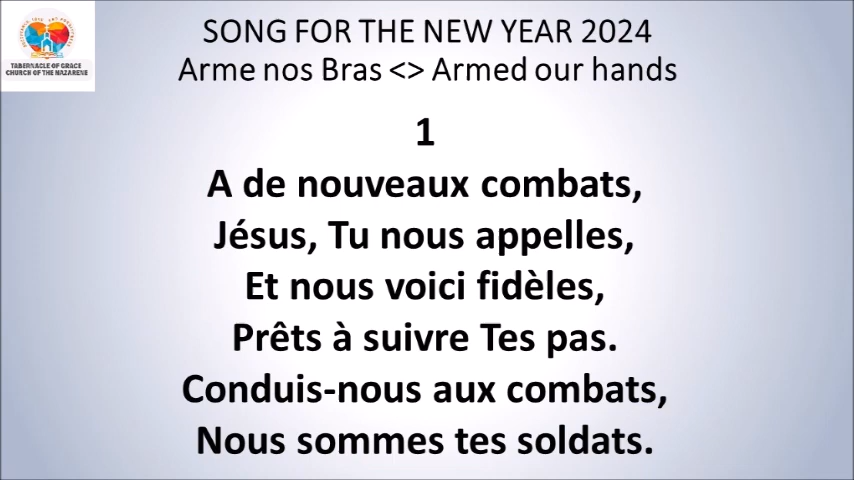 TABERNACLE OF GRACE
CHURCH OF THE NAZARENE
SONG FOR THE NEW YEAR 2024
Arme nos Bras <> Armed our hands
1
A de nouveaux combats,
Jésus, Tu nous appelles,
Et nous voici fidèles,
Prêts à suivre Tes pas.
Conduis-nous aux combats,
Nous sommes tes soldats.